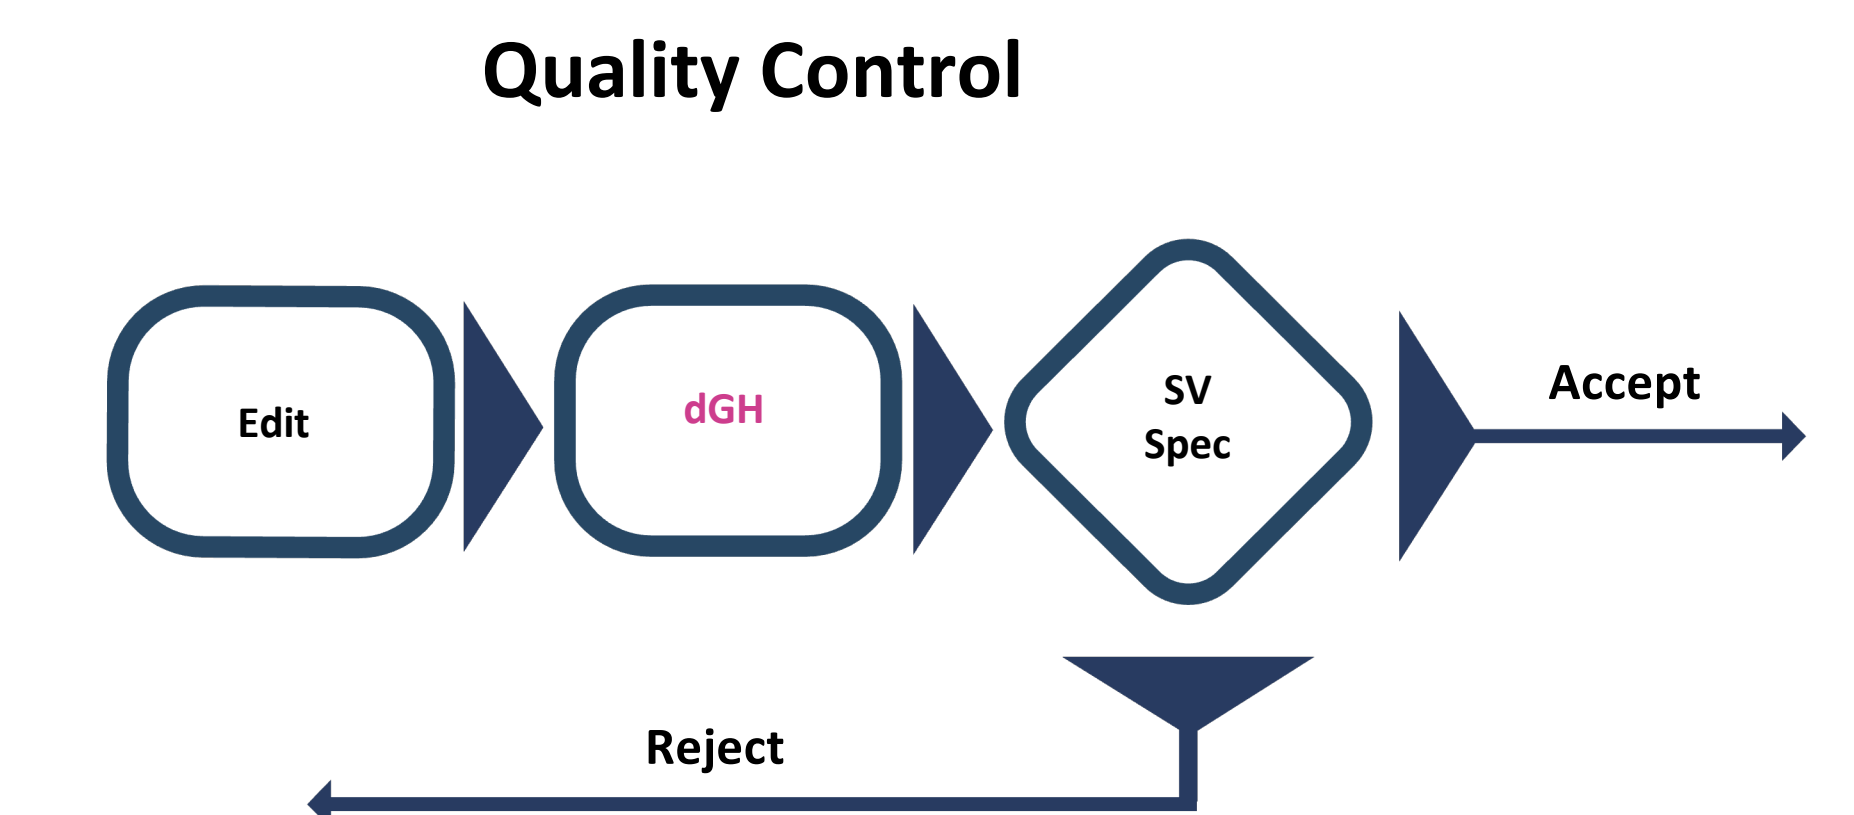 Quality Control
Edit
dGH
SV
Spec
Accept
Reject